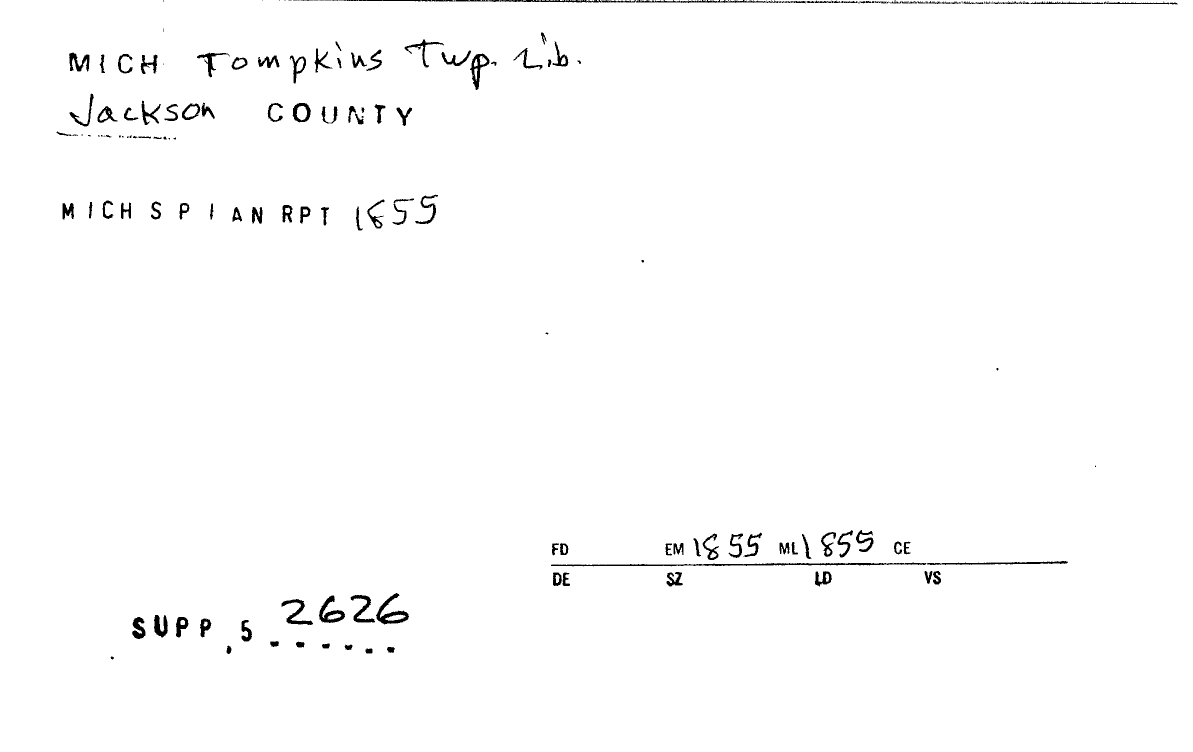 MICH Tompkins Twp. Lib.
Jackson COUNTY
MICH S P I AN RPT 1855
FD EM 1855 ML 1855 CE
DE SZ LD VS
SUPP, 5 2626